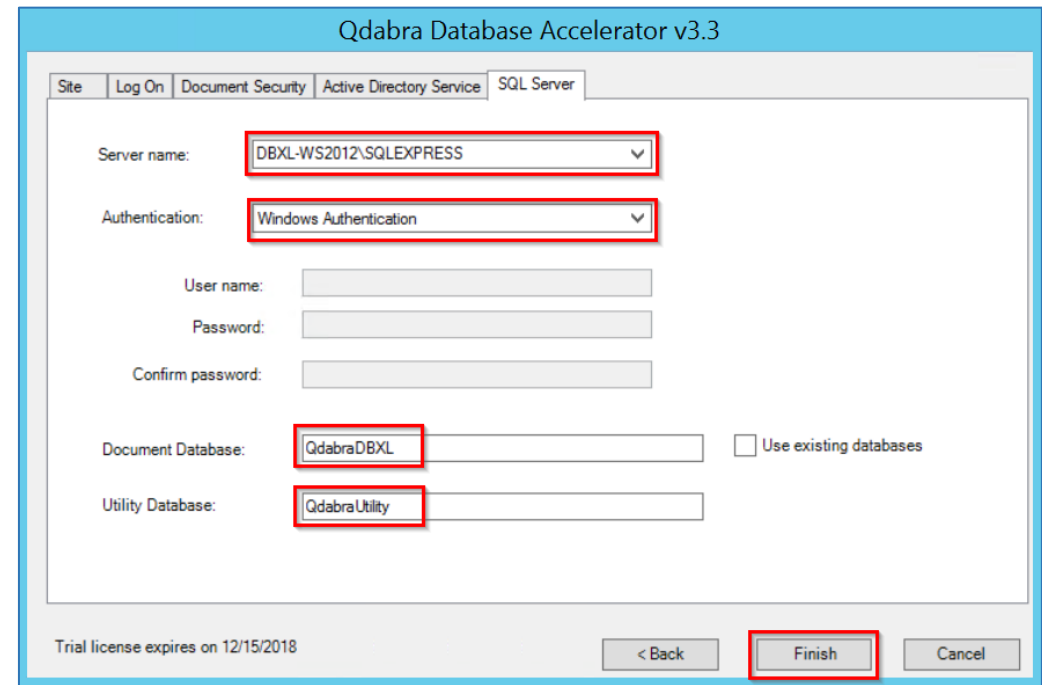 Qdabra Database Accelerator v3.3
Site Log On Document Security Active Directory Service SQL Server
Server name: DBXL-WS2012\SQLEXPRESS
Authentication: Windows Authentication
User name:
Password:
Confirm password:
Document Database: QdabraDBXL Use existing databases
Utility Database: QdabraUtility
Trial license expires on 12/15/2018 < Back Finish Cancel